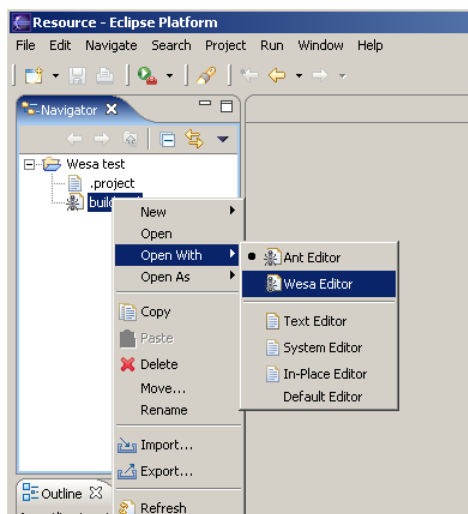 Resource - Eclipse Platform
File Edit Navigate Search Project Run Window Help
Navigator
Wesa test
.project
New
Open
Open With
Open As
Copy
Paste
Delete
Move...
Rename
Import...
Export...
Refresh
Ant Editor
Wesa Editor
Text Editor
System Editor
In-Place Editor
Default Editor
Outline